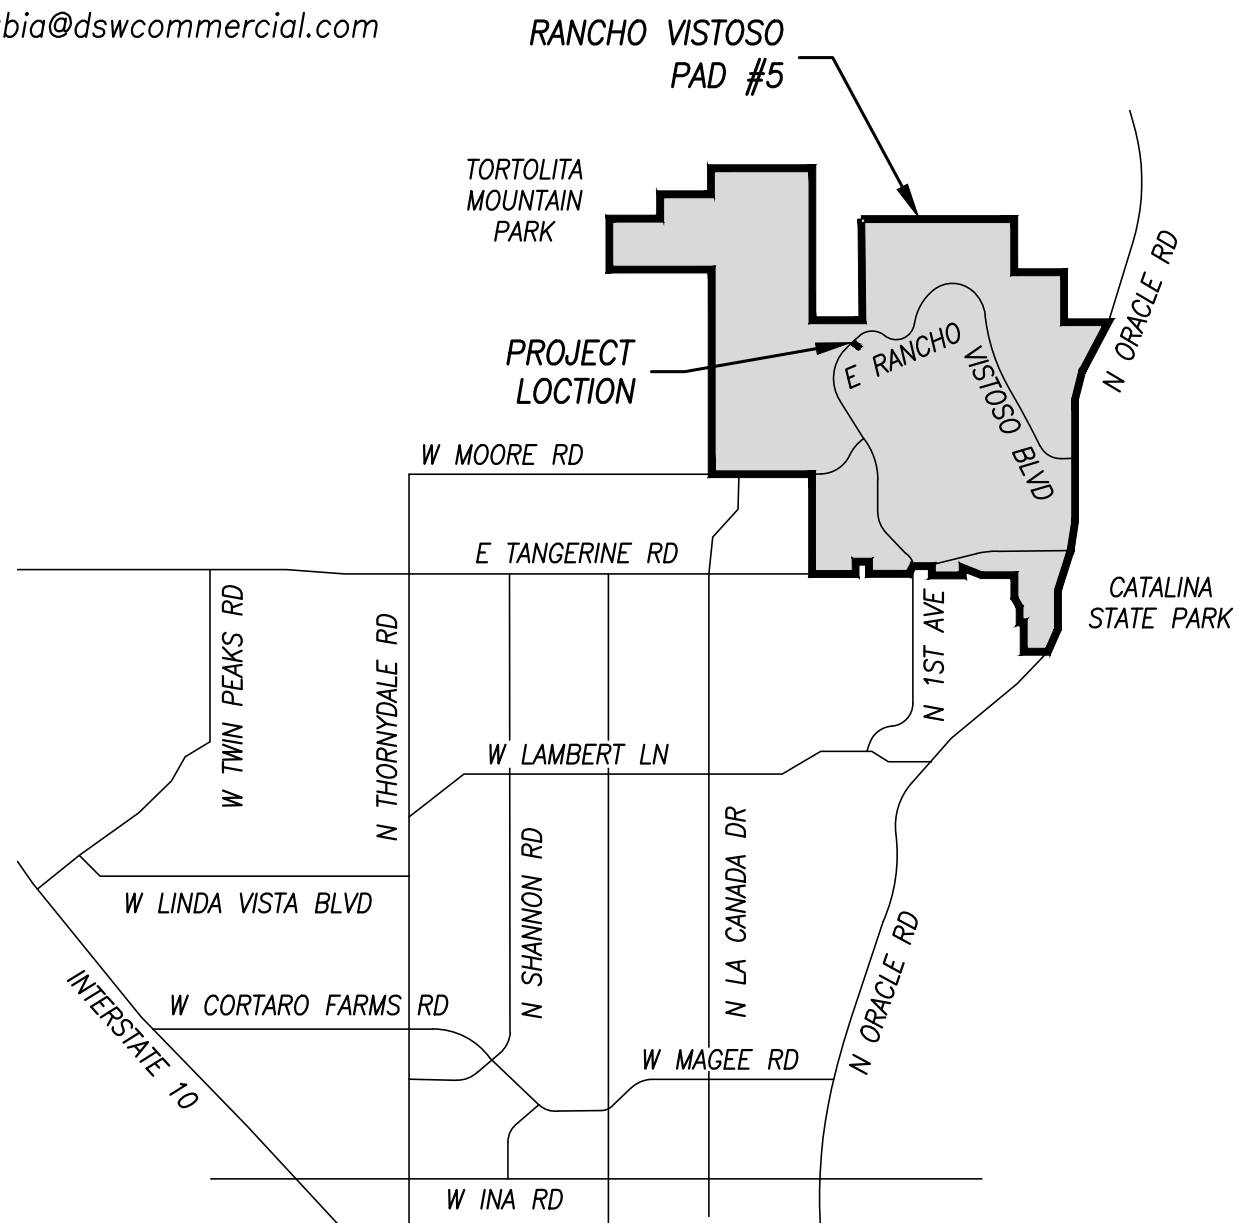 bia@dswcommercial.com
RANCHO VISTOSO
PAD #5
TORTOLITA
MOUNTAIN
PARK
N ORACLE RD
PROJECT
LOCTION
E RANCHO
VISTOSO BLVD
W MOORE RD
E TANGERINE RD
CATALINA
STATE PARK
W TWIN PEAKS RD
N THORNYDALE RD
N 1ST AVE
W LAMBERT LN
N SHANNON RD
N LA CANADA DR
W LINDA VISTA BLVD
N ORACLE RD
INTERSTATE 10
W CORTARO FARMS RD
W MAGEE RD
W INA RD